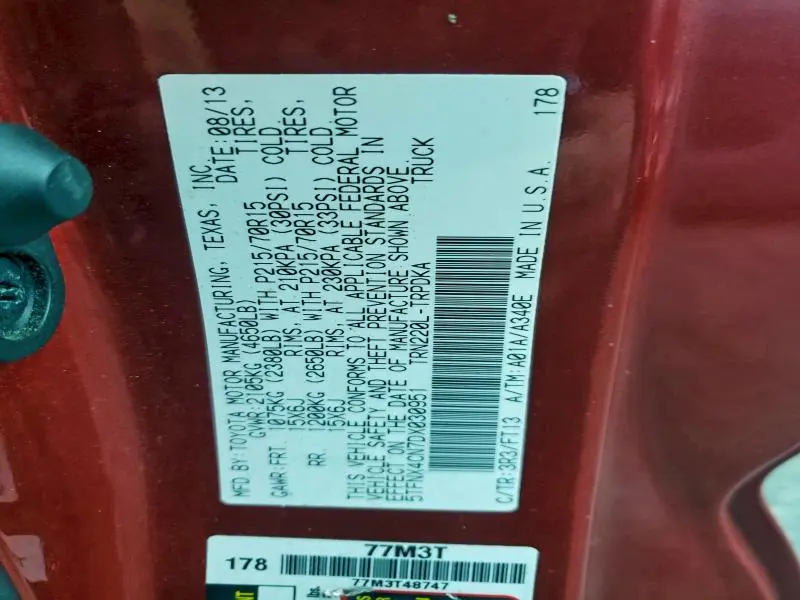 MFD.BY:TOYOTA MOTOR MANUFACTURING, TEXAS, INC.
GVWR:2105KG (4650LB) DATE:08/13
GAWR:FRT. 1075KG (2380LB) WITH P215/70R15 TIRES,
15X6J RIMS, AT 210KPA (30PSI) COLD
RR. 1200KG (2650LB) WITH P215/70R15 TIRES,
15X6J RIMS, AT 230KPA (33PSI) COLD
THIS VEHICLE CONFORMS TO ALL APPLICABLE FEDERAL MOTOR
VEHICLE SAFETY AND THEFT PREVENTION STANDARDS IN
EFFECT ON THE DATE OF MANUFACTURE SHOWN ABOVE.
5TFNX4CN7DX030951 TRN220L-TRPDKA TRUCK
C/TR:3R3/FT13 A/TM:A01A/A340E MADE IN U.S.A. 178
77M3T
178
77M3T48747